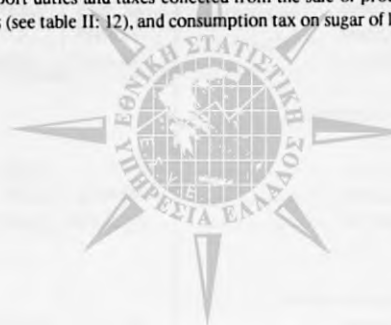 duties and taxes collected from the sale of
(see table II: 12), and consumption tax on sugar of
ΕΘΝΙΚΗ ΣΤΑΤΙΣΤΙΚΗ
ΥΠΗΡΕΣΙΑ ΕΛΛΑΔΟΣ
Ε Σ Υ Ε